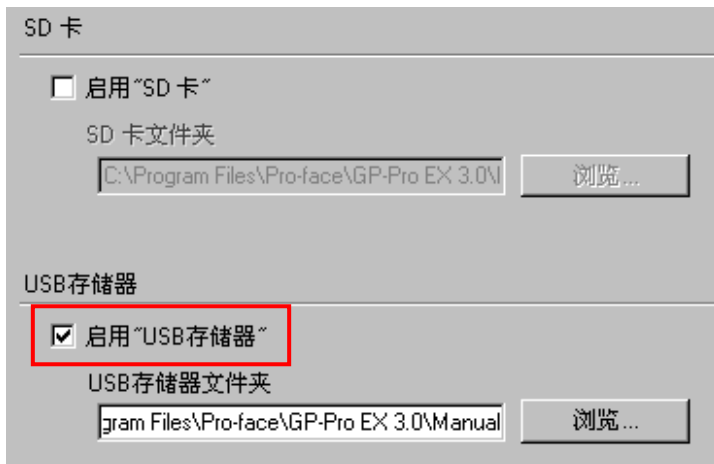 SD 卡
启用"SD 卡"
SD 卡文件夹
C:\Program Files\Pro-face\GP-Pro EX 3.0\I
浏览...
USB存储器
启用"USB存储器"
USB存储器文件夹
gram Files\Pro-face\GP-Pro EX 3.0\Manual
浏览...